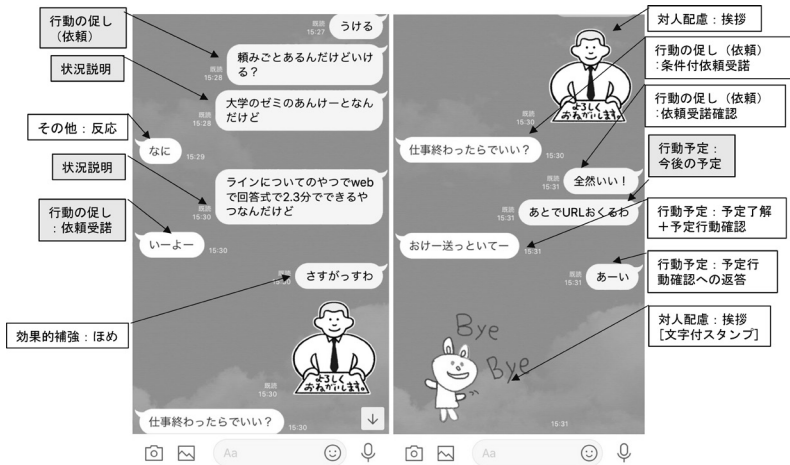 行動の促し
(依頼)
状況説明
その他：反応
状況説明
行動の促し
：依頼受諾
効果的補強：ほめ
既読
15:27
うける
頼みごとあるんだけどいけ
る？
既読
15:28
大学のゼミのあんけーとなん
だけど
既読
15:28
なに
15:29
ラインについてのやつでweb
で回答式で2.3分でできるや
つなんだけど
既読
15:30
いーよー
15:30
さすがっすわ
既読
15:30
よろしく
おねがいします。
既読
15:30
仕事終わったらでいい？
15:30
Aa
よろしく
おねがいします。
15:30
仕事終わったらでいい？
15:30
全然いい！
既読
15:31
あとでURLおくるわ
既読
15:31
おけー送っといてー
15:31
あーい
既読
15:31
Bye
Bye
15:31
Aa
対人配慮：挨拶
行動の促し（依頼）
：条件付依頼受諾
行動の促し（依頼）
：依頼受諾確認
行動予定：
今後の予定
行動予定：予定了解
＋予定行動確認
行動予定：予定行
動確認への返答
対人配慮：挨拶
[文字付スタンプ]